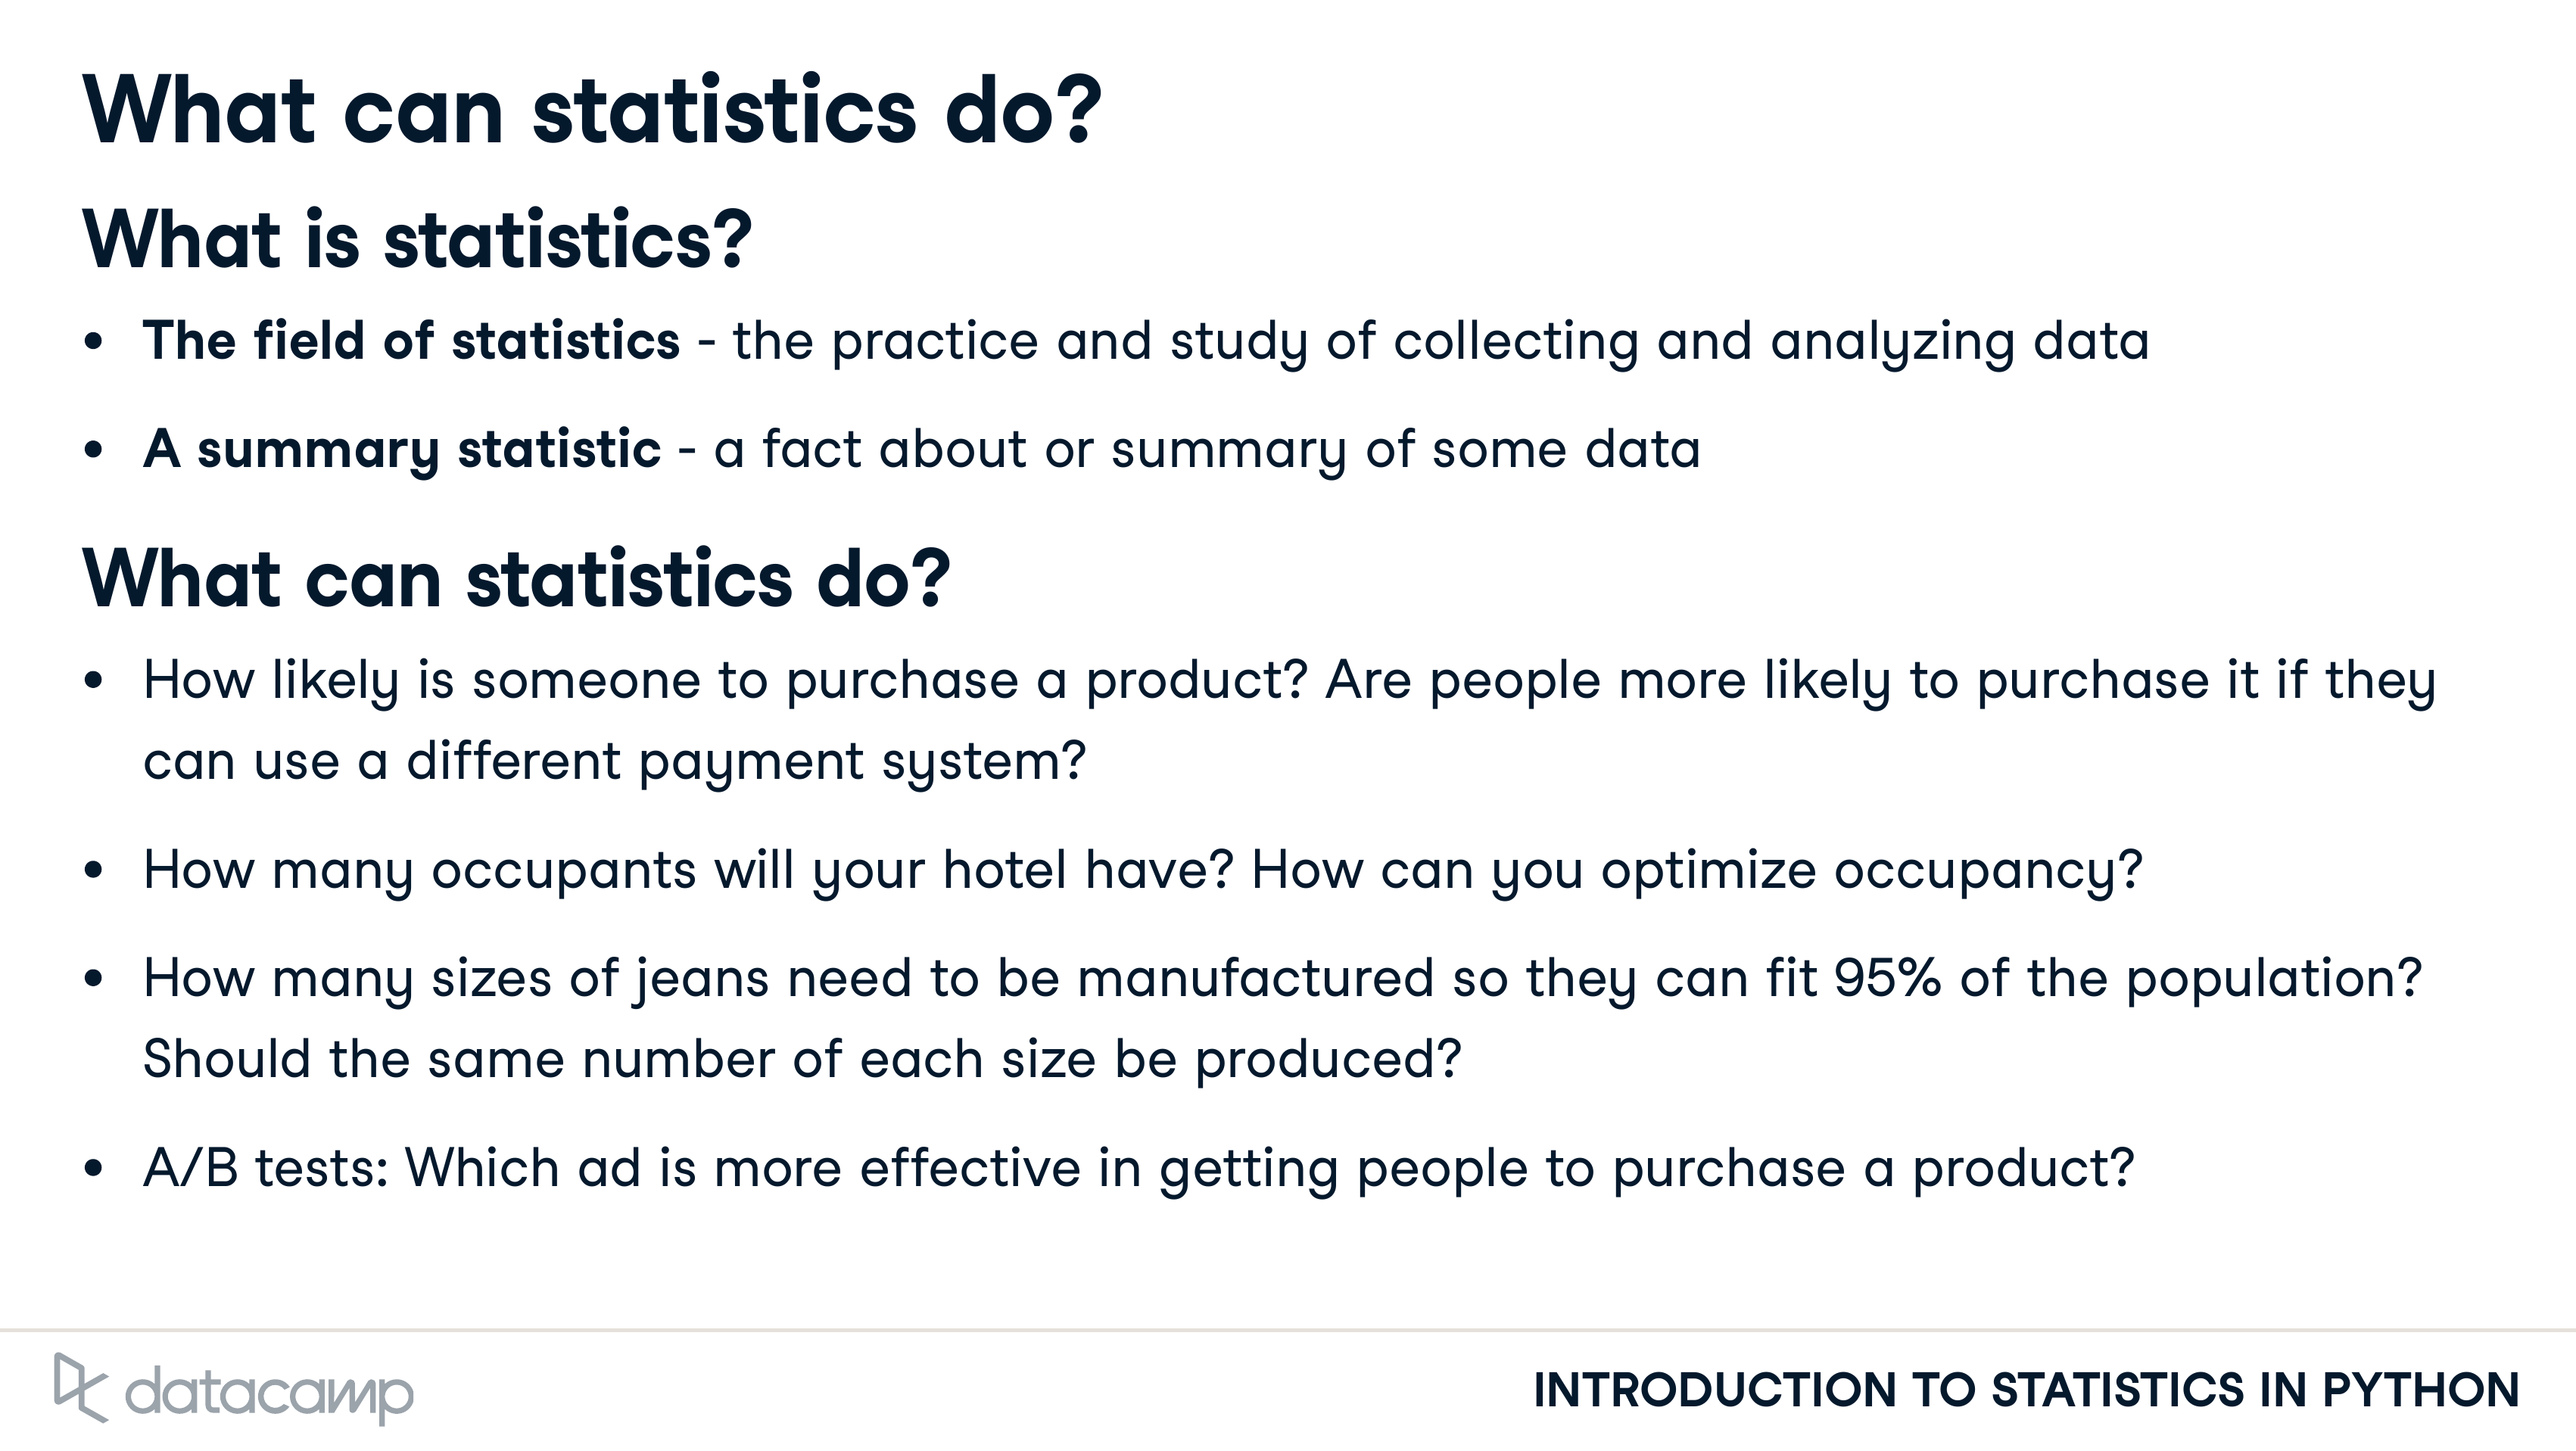 What can statistics do?
What is statistics?
• The field of statistics - the practice and study of collecting and analyzing data
• A summary statistic - a fact about or summary of some data
What can statistics do?
• How likely is someone to purchase a product? Are people more likely to purchase it if they
can use a different payment system?
• How many occupants will your hotel have? How can you optimize occupancy?
• How many sizes of jeans need to be manufactured so they can fit 95% of the population?
Should the same number of each size be produced?
• A/B tests: Which ad is more effective in getting people to purchase a product?
datacamp
INTRODUCTION TO STATISTICS IN PYTHON